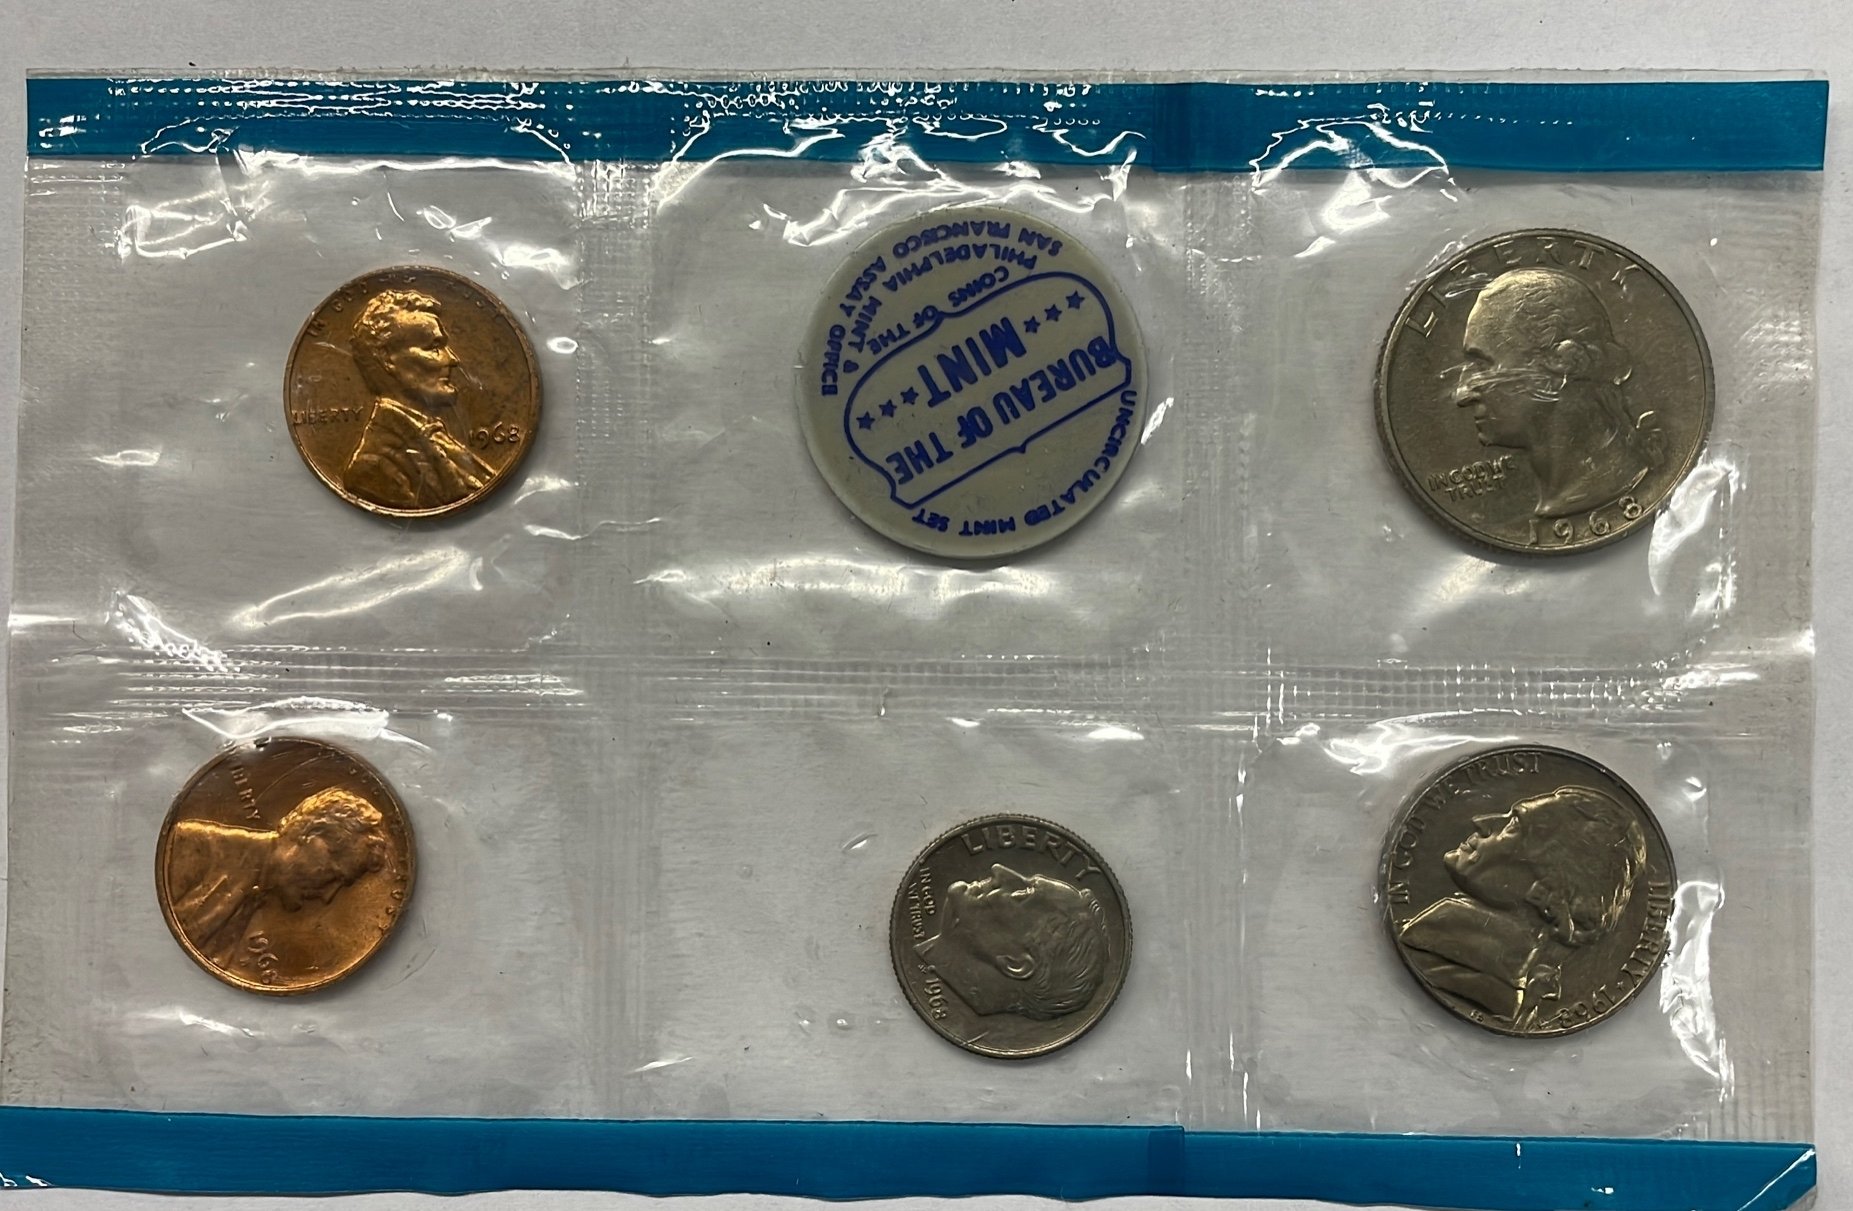 IN GOD
LIBERTY
1968
UNCIRCULATED MINT SET
BUREAU OF THE
MINT
COINS OF THE
PHILADELPHIA MINT &
SAN FRANCISCO ASSAY OFFICE
LIBERTY
IN GOD WE
TRUST
1968
LIBERTY
1968
S
LIBERTY
IN GOD
WE TRUST
1968
IN GOD WE TRUST
LIBERTY · 1968